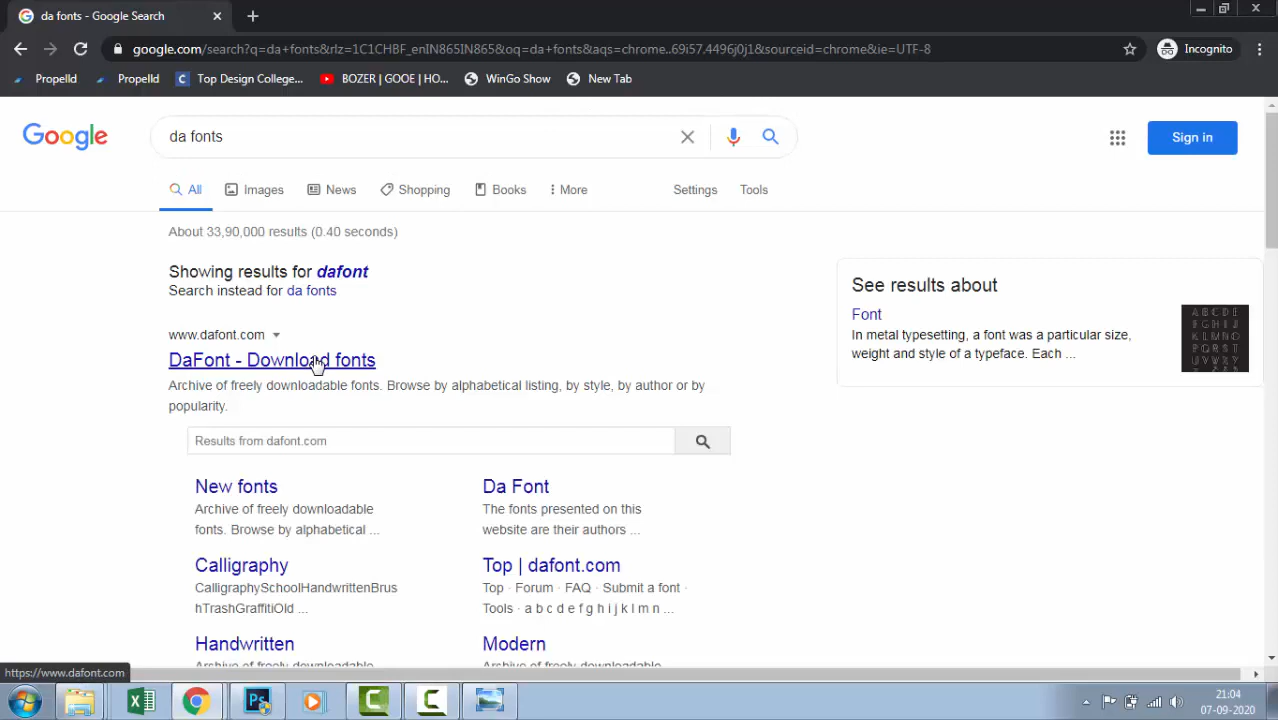 da fonts - Google Search
google.com/search?q=da+fonts&rlz=1C1CHBF_enIN865IN865&oq=da+fonts&aqs=chrome..69i57.4496j0j1&sourceid=chrome&ie=UTF-8
Incognito
Propelld Propelld Top Design College... BOZER | GOOE | HO... WinGo Show New Tab
Google
da fonts
Sign in
All Images News Shopping Books More Settings Tools
About 33,90,000 results (0.40 seconds)
Showing results for dafont
Search instead for da fonts
www.dafont.com
DaFont - Download fonts
Archive of freely downloadable fonts. Browse by alphabetical listing, by style, by author or by
popularity.
Results from dafont.com
New fonts
Archive of freely downloadable
fonts. Browse by alphabetical ...
Da Font
The fonts presented on this
website are their authors ...
Calligraphy
CalligraphySchoolHandwrittenBrus
hTrashGraffitiOld ...
Top | dafont.com
Top · Forum · FAQ · Submit a font ·
Tools · a b c d e f g h i j k l m n ...
Handwritten
Archive of freely downloadable
Modern
Archive of freely downloadable
See results about
Font
In metal typesetting, a font was a particular size,
weight and style of a typeface. Each ...
A B C D E
F G H I J
K L M N O
P Q R S T
https://www.dafont.com
Ps
21:04
07-09-2020